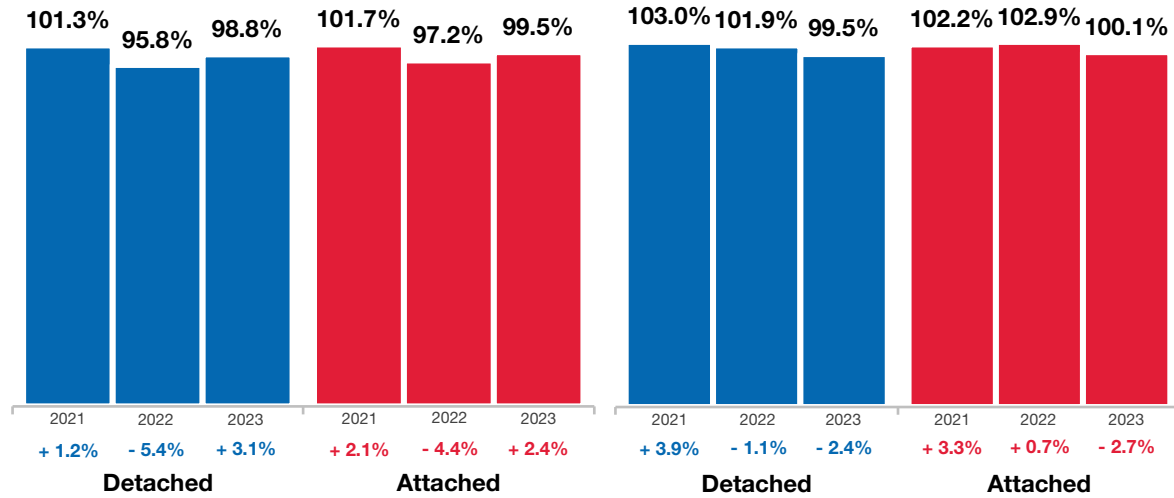 101.3% 95.8% 98.8% 101.7% 97.2% 99.5% 103.0% 101.9% 99.5% 102.2% 102.9% 100.1%
2021 2022 2023 2021 2022 2023 2021 2022 2023 2021 2022 2023
+ 1.2% - 5.4% + 3.1% + 2.1% - 4.4% + 2.4% + 3.9% - 1.1% - 2.4% + 3.3% + 0.7% - 2.7%
Detached Attached Detached Attached